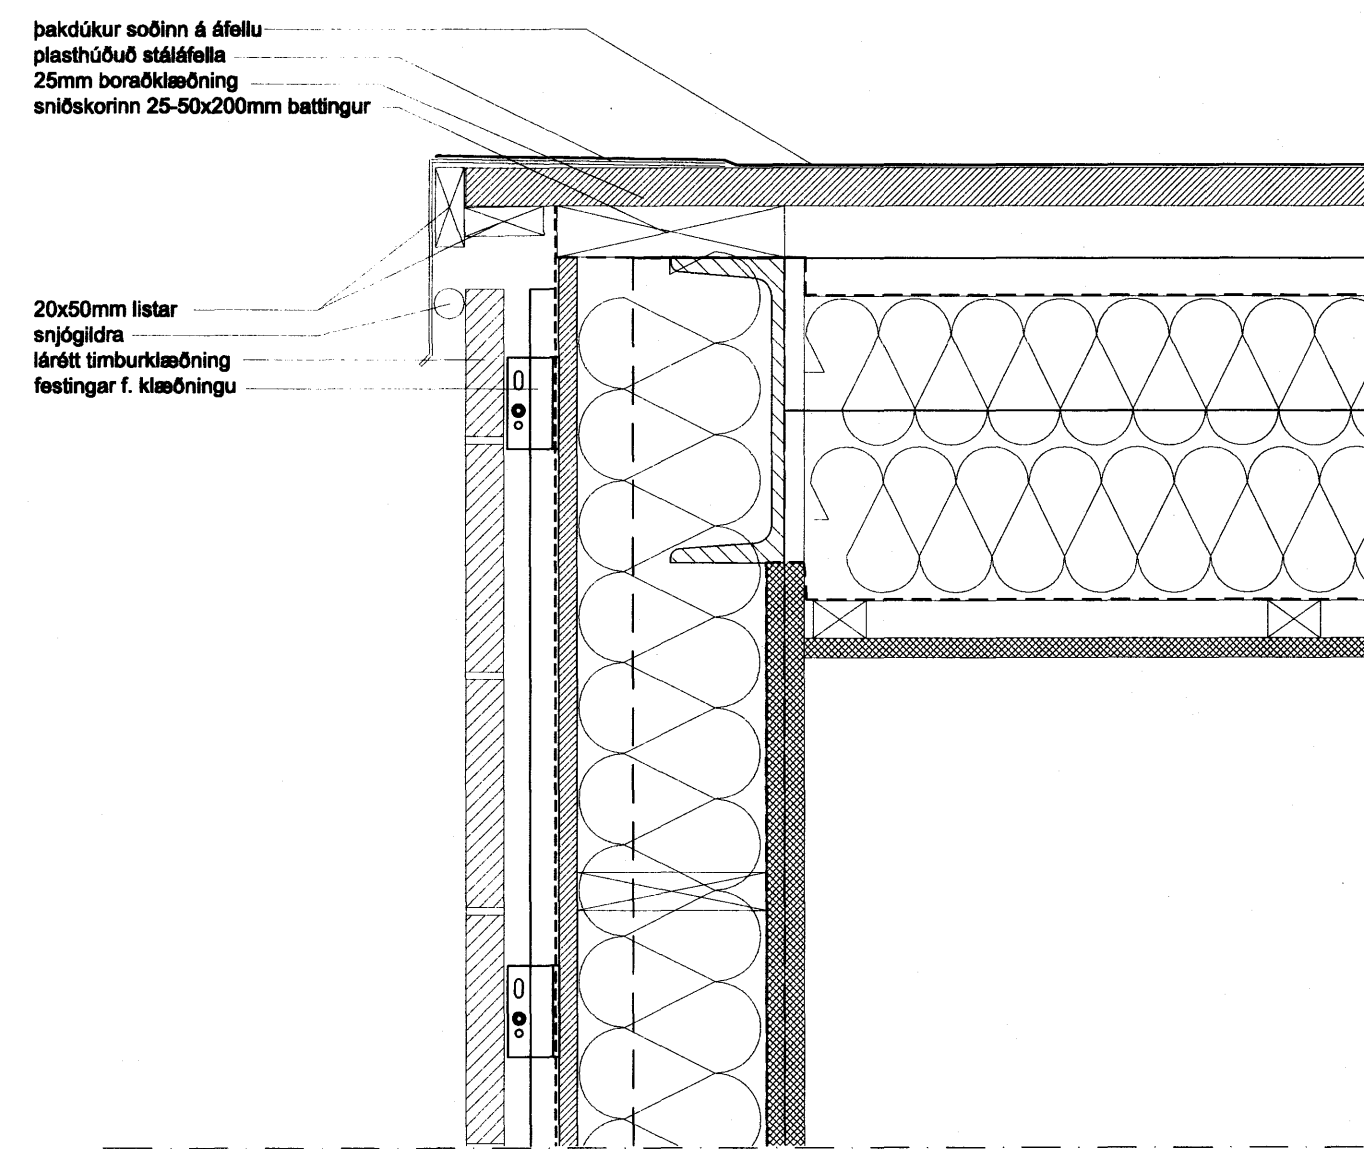 þakdúkur soðinn á áfellu
plasthúðuð stáláfella
25mm boraðklæðning
sniðskorinn 25-50x200mm battingur
20x50mm listar
snjógildra
lárétt timburklæðning
festingar f. klæðningu